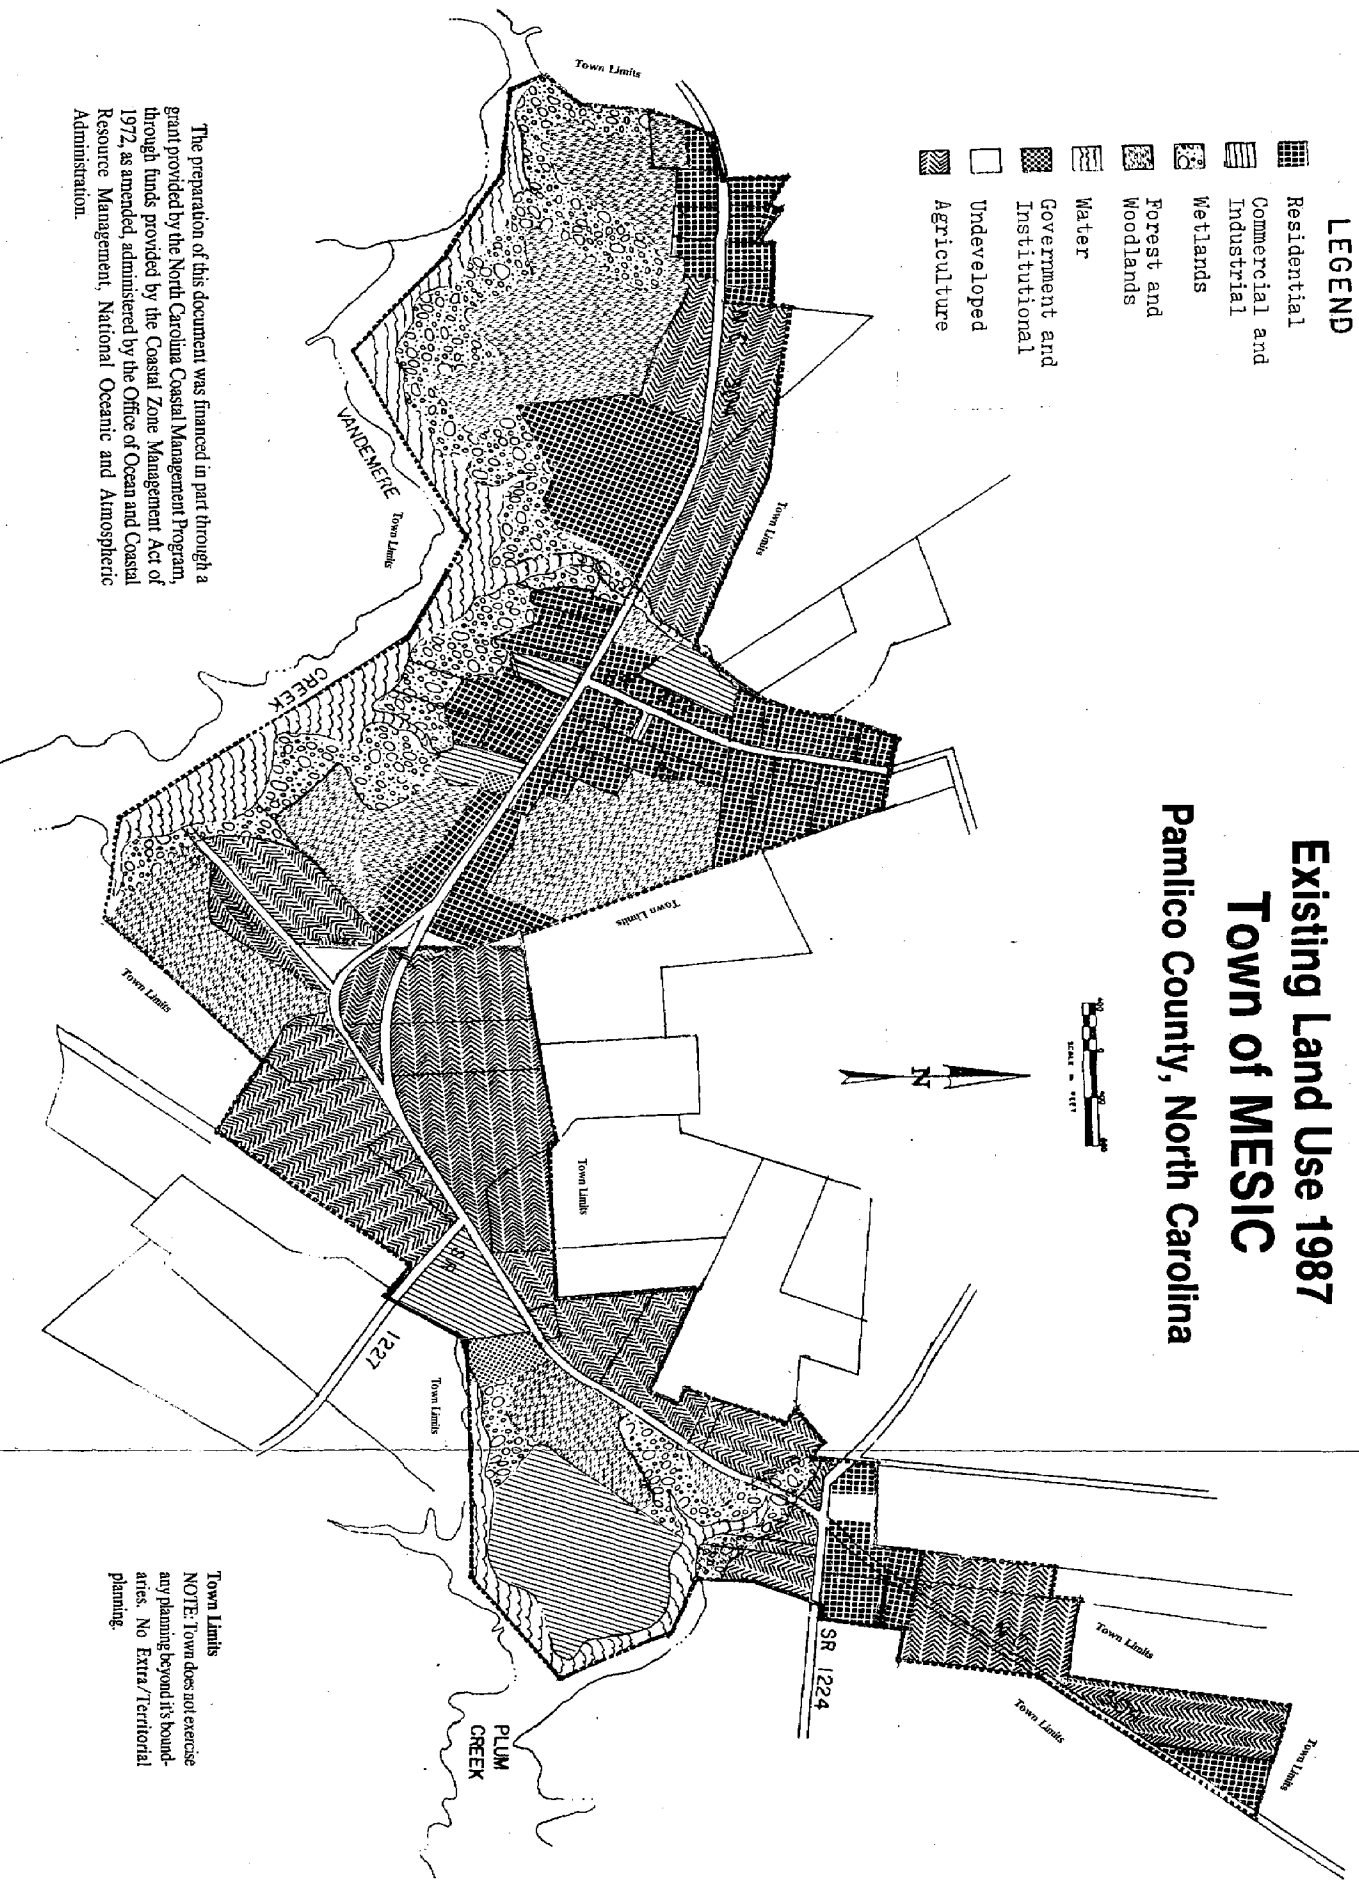 Existing Land Use 1987
Town of MESIC
Pamlico County, North Carolina
LEGEND
Residential
Commercial and
Industrial
Wetlands
Forest and
Woodlands
Water
Government and
Institutional
Undeveloped
Agriculture
N
SCALE IN FEET
Town Limits
Town Limits
Town Limits
Town Limits
Town Limits
Town Limits
Town Limits
Town Limits
Town Limits
Town Limits
VANDEMERE
CREEK
SR
1227
SR 1224
PLUM
CREEK
The preparation of this document was financed in part through a
grant provided by the North Carolina Coastal Management Program,
through funds provided by the Coastal Zone Management Act of
1972, as amended, administered by the Office of Ocean and Coastal
Resource Management, National Oceanic and Atmospheric
Administration.
Town Limits
NOTE: Town does not exercise
any planning beyond it's bound-
aries. No Extra/Territorial
planning.